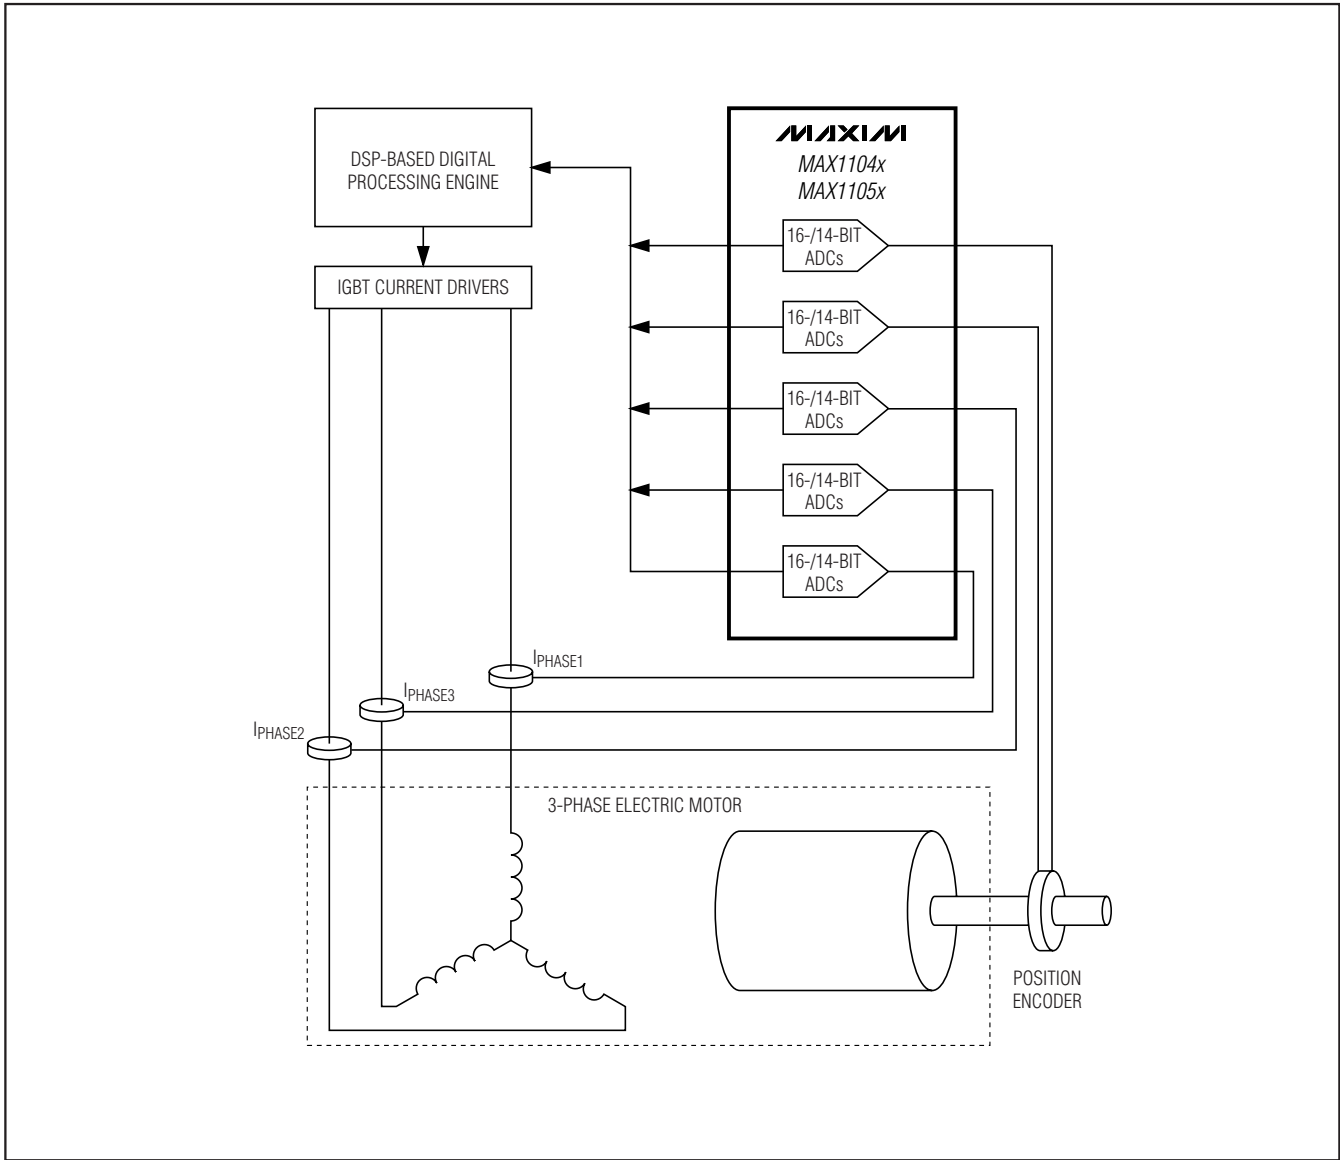 DSP-BASED DIGITAL
PROCESSING ENGINE
IGBT CURRENT DRIVERS
MAXIM
MAX1104x
MAX1105x
16-/14-BIT
ADCs
16-/14-BIT
ADCs
16-/14-BIT
ADCs
16-/14-BIT
ADCs
16-/14-BIT
ADCs
IPHASE1
IPHASE3
IPHASE2
3-PHASE ELECTRIC MOTOR
POSITION
ENCODER